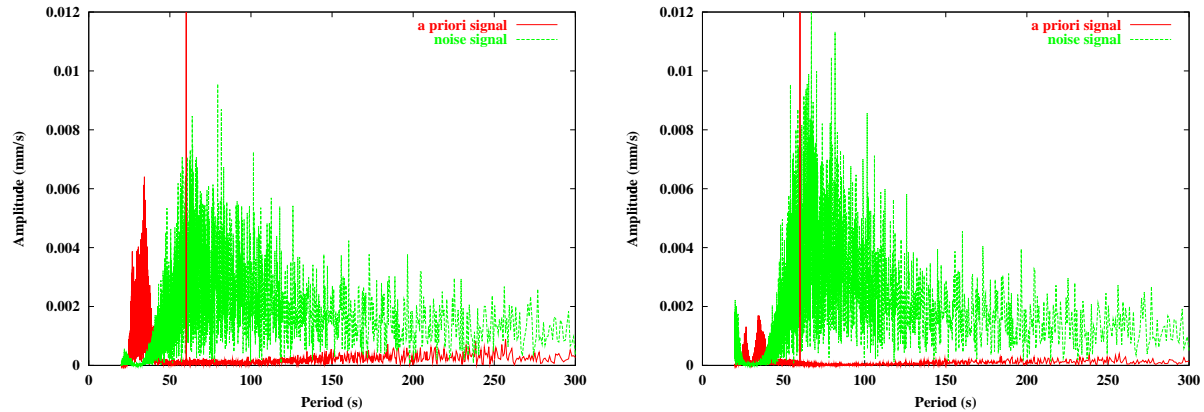 0.012
a priori signal
noise signal
0.01
0.008
0.006
0.004
0.002
0
Amplitude (mm/s)
0 50 100 150 200 250 300
Period (s)
0.012
a priori signal
noise signal
0.01
0.008
0.006
0.004
0.002
0
Amplitude (mm/s)
0 50 100 150 200 250 300
Period (s)